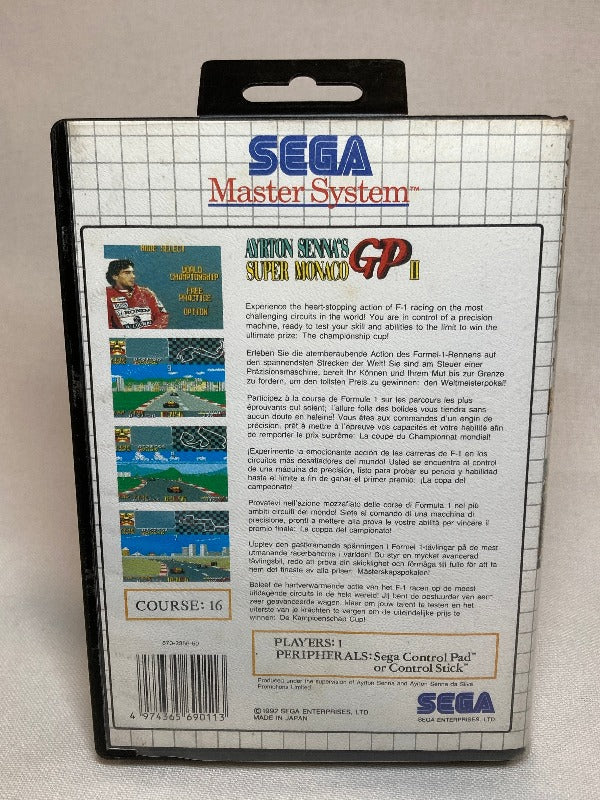 SEGA
Master System™
AYRTON SENNA'S
SUPER MONACO GP II
MODE SELECT
WORLD
CHAMPIONSHIP
FREE
PRACTICE
OPTION
Experience the heart-stopping action of F-1 racing on the most
challenging circuits in the world! You are in control of a precision
machine, ready to test your skill and abilities to the limit to win the
ultimate prize: The championship cup!
Erleben Sie die atemberaubende Action des Formel-1-Rennens auf
den spannendsten Strecken der Welt! Sie sind am Steuer einer
Präzisionsmaschine, bereit Ihr Können und Ihrem Mut bis zur Grenze
zu fordern, um den tollsten Preis zu gewinnen: den Weltmeisterpokal!
Participez à la course de Formule 1 sur les parcours les plus
éprouvants qui soient; l'allure folle des bolides vous tiendra sans
aucun doute en haleine! Vous êtes aux commandes d'un engin de
précision, prêt à mettre à l'épreuve vos capacités et votre habilité afin
de remporter le prix suprême: La coupe du Championnat mondial!
¡Experimente la emocionante acción de las carreras de F-1 en los
circuitos más desafiadores del mundo! Usted se encuentra al control
de una máquina de precisión, listo para probar su pericia y habilidad
hasta el límite a fin de ganar el primer premio: ¡La copa del
campeonato!
Provatevi nell'azione mozzafiato delle corse di Formula 1 nei più
ambiti circuiti del mondo! Siete al comando di una macchina di
precisione, pronti a mettere alla prova le vostre abilità per vincere il
premio finale: La coppa del campionato!
Upplev den gastkramande spänningen i Formel 1-tävlingar på de mest
utmanande racerbanorna i världen! Du styr en mycket avancerad
tävlingsbil, redo att pröva din skicklighet och förmåga till fullo för att ta
hem det finaste av alla priser: Mästerskapspokalen!
Beleef de hartverwarmende actie van het F-1 racen op de meest
uitdagende circuits in de hele wereld! Jij bent de bestuurder van een
zeer geavanceerde wagen, klaar om jouw talent te testen en het
uiterste van je krachten te vergen om de uiteindelijke prijs te
winnen: De Kampioenschap Cup!
COURSE: 16
670-2856-60
PLAYERS: 1
PERIPHERALS: Sega Control Pad™
or Control Stick™
Produced under the supervision of Ayrton Senna and Ayrton Senna da Silva
Promotions Limited.
4 974365 690113
©1992 SEGA ENTERPRISES, LTD.
MADE IN JAPAN
SEGA
SEGA ENTERPRISES, LTD.